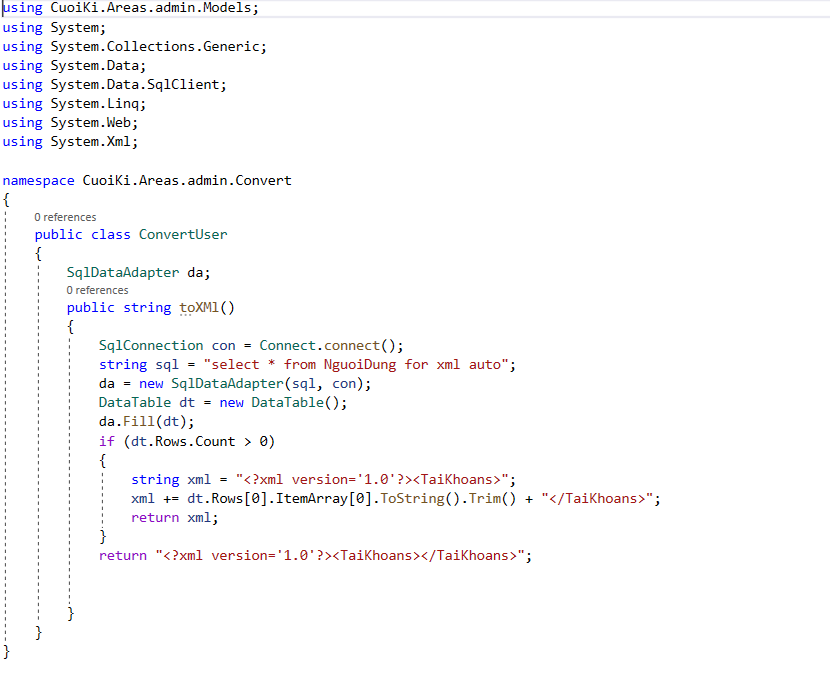 using CuoiKi.Areas.admin.Models;
using System;
using System.Collections.Generic;
using System.Data;
using System.Data.SqlClient;
using System.Linq;
using System.Web;
using System.Xml;

namespace CuoiKi.Areas.admin.Convert
{
    0 references
    public class ConvertUser
    {
        SqlDataAdapter da;
        0 references
        public string toXMl()
        {
            SqlConnection con = Connect.connect();
            string sql = "select * from NguoiDung for xml auto";
            da = new SqlDataAdapter(sql, con);
            DataTable dt = new DataTable();
            da.Fill(dt);
            if (dt.Rows.Count > 0)
            {
                string xml = "<?xml version='1.0'?><TaiKhoans>";
                xml += dt.Rows[0].ItemArray[0].ToString().Trim() + "</TaiKhoans>";
                return xml;
            }
            return "<?xml version='1.0'?><TaiKhoans></TaiKhoans>";
        }
    }
}